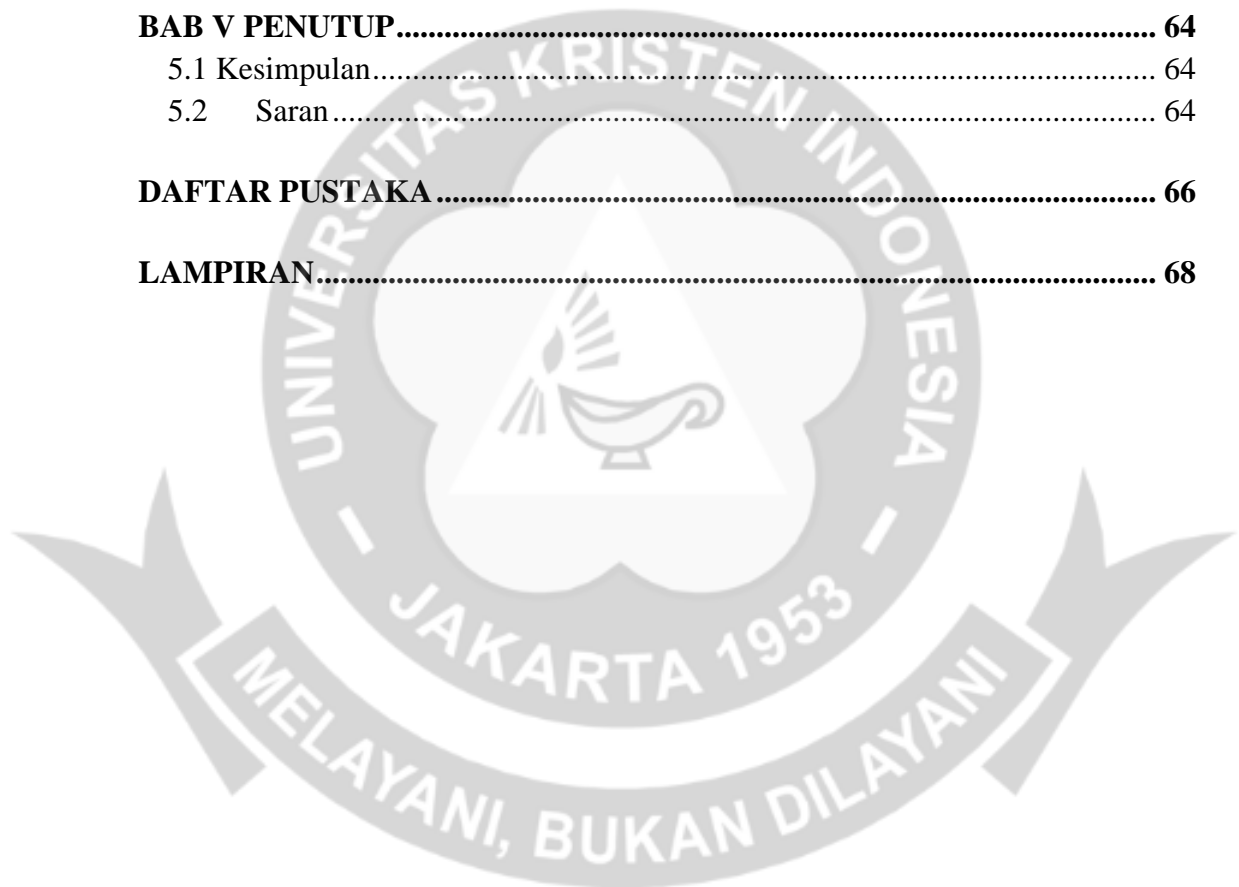 BAB V PENUTUP................................................................................................ 64
5.1 Kesimpulan.................................................................................................... 64
5.2 Saran........................................................................................................ 64
DAFTAR PUSTAKA........................................................................................... 66
LAMPIRAN.......................................................................................................... 68
UNIVERSITAS KRISTEN INDONESIA
- JAKARTA 1953 -
MELAYANI, BUKAN DILAYANI